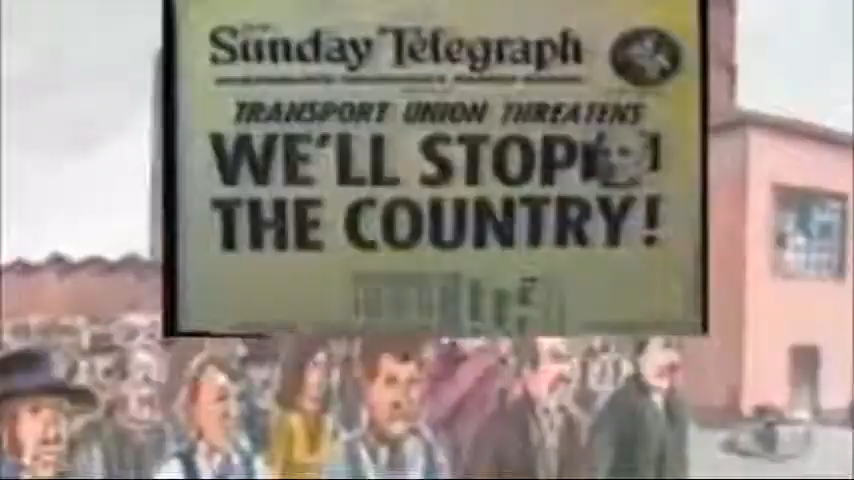 Sunday Telegraph
TRANSPORT UNION THREATENS
WE'LL STOP
THE COUNTRY!